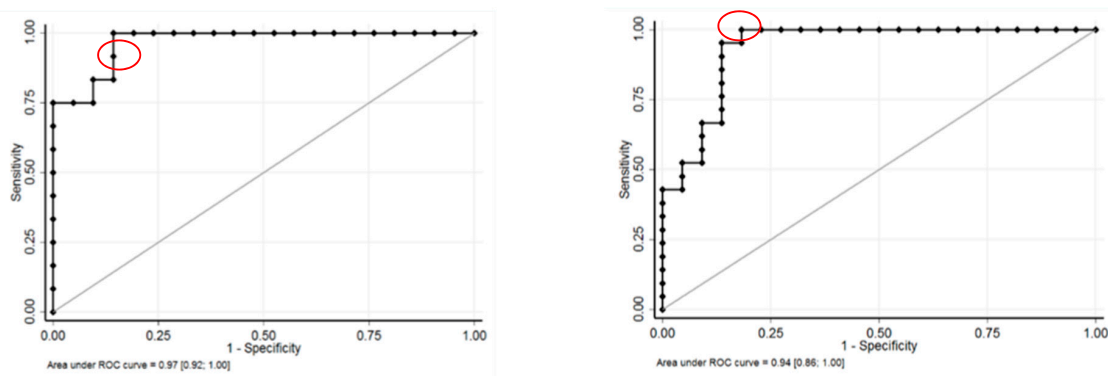 Sensitivity
1.00
0.75
0.50
0.25
0.00
0.00 0.25 0.50 0.75 1.00
1 - Specificity
Area under ROC curve = 0.97 [0.92; 1.00]
Sensitivity
1.00
0.75
0.50
0.25
0.00
0.00 0.25 0.50 0.75 1.00
1 - Specificity
Area under ROC curve = 0.94 [0.86; 1.00]